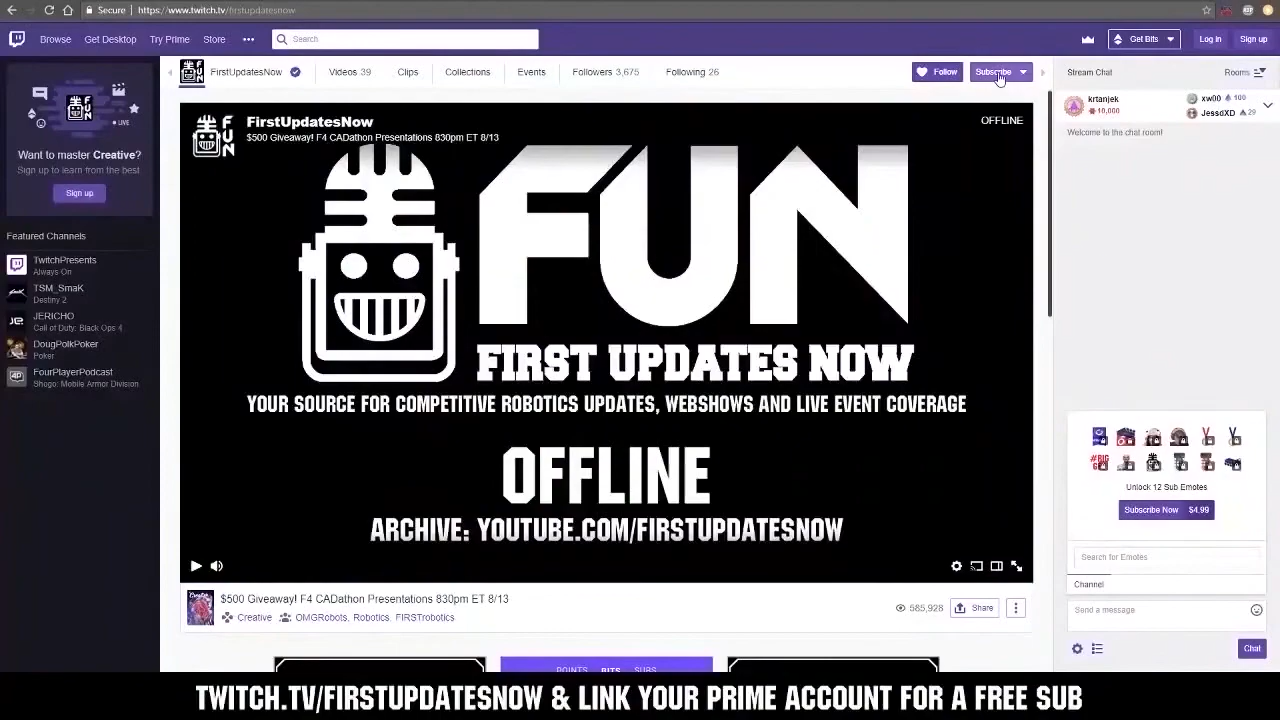 Secure
https://www.twitch.tv/firstupdatesnow
Browse
Get Desktop
Try Prime
Store
Search
Get Bits
Log in
Sign up
Want to master Creative?
Sign up to learn from the best
Sign up
Featured Channels
TwitchPresents
Always On
TSM_SmaK
Destiny 2
JERICHO
Call of Duty: Black Ops 4
DougPolkPoker
Poker
FourPlayerPodcast
Shogo: Mobile Armor Division
FirstUpdatesNow
Videos 39
Clips
Collections
Events
Followers 3,675
Following 26
Follow
Subscribe
FirstUpdatesNow
$500 Giveaway! F4 CADathon Presentations 830pm ET 8/13
OFFLINE
FUN
FIRST UPDATES NOW
YOUR SOURCE FOR COMPETITIVE ROBOTICS UPDATES, WEBSHOWS AND LIVE EVENT COVERAGE
OFFLINE
ARCHIVE: YOUTUBE.COM/FIRSTUPDATESNOW
$500 Giveaway! F4 CADathon Presentations 830pm ET 8/13
Creative
OMGRobots, Robotics, FIRSTrobotics
585,928
Share
POINTS BITS SUBS
Stream Chat
Rooms
krtanjek
10,000
xw00 100
JessdXD 29
Welcome to the chat room!
Unlock 12 Sub Emotes
Subscribe Now $4.99
Search for Emotes
Channel
Send a message
Chat
TWITCH.TV/FIRSTUPDATESNOW & LINK YOUR PRIME ACCOUNT FOR A FREE SUB